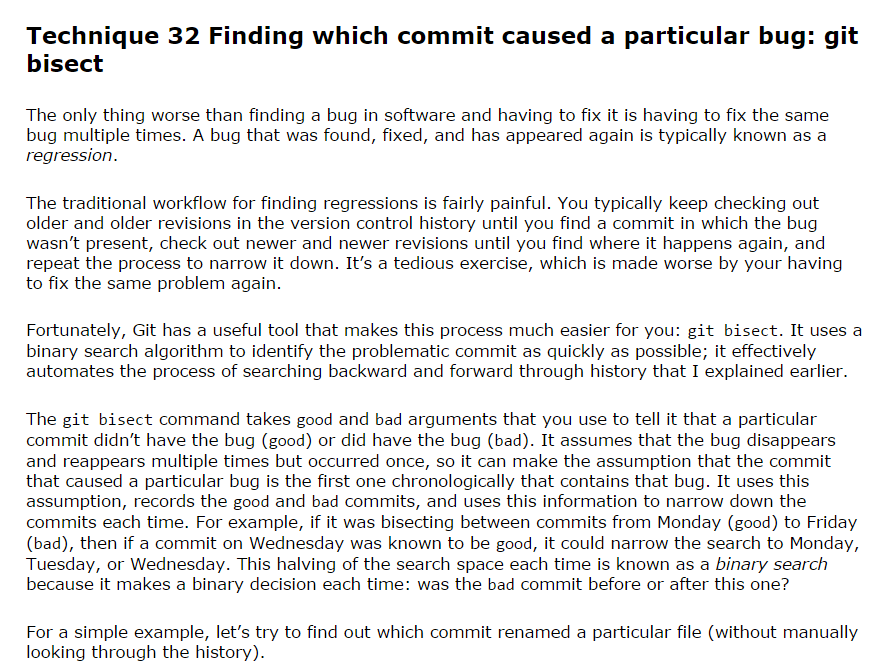 Technique 32 Finding which commit caused a particular bug: git
bisect
The only thing worse than finding a bug in software and having to fix it is having to fix the same
bug multiple times. A bug that was found, fixed, and has appeared again is typically known as a
regression.
The traditional workflow for finding regressions is fairly painful. You typically keep checking out
older and older revisions in the version control history until you find a commit in which the bug
wasn’t present, check out newer and newer revisions until you find where it happens again, and
repeat the process to narrow it down. It’s a tedious exercise, which is made worse by your having
to fix the same problem again.
Fortunately, Git has a useful tool that makes this process much easier for you: git bisect. It uses a
binary search algorithm to identify the problematic commit as quickly as possible; it effectively
automates the process of searching backward and forward through history that I explained earlier.
The git bisect command takes good and bad arguments that you use to tell it that a particular
commit didn’t have the bug (good) or did have the bug (bad). It assumes that the bug disappears
and reappears multiple times but occurred once, so it can make the assumption that the commit
that caused a particular bug is the first one chronologically that contains that bug. It uses this
assumption, records the good and bad commits, and uses this information to narrow down the
commits each time. For example, if it was bisecting between commits from Monday (good) to Friday
(bad), then if a commit on Wednesday was known to be good, it could narrow the search to Monday,
Tuesday, or Wednesday. This halving of the search space each time is known as a binary search
because it makes a binary decision each time: was the bad commit before or after this one?
For a simple example, let’s try to find out which commit renamed a particular file (without manually
looking through the history).